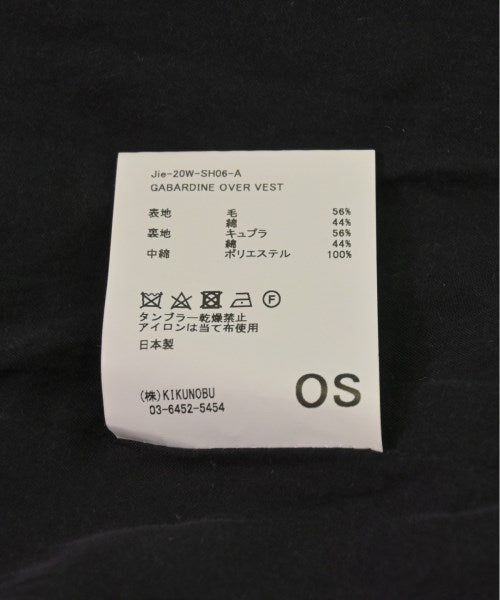 Jie-20W-SH06-A
GABARDINE OVER VEST
表地 毛 56%
綿 44%
裏地 キュプラ 56%
綿 44%
中綿 ポリエステル 100%
F
タンブラー乾燥禁止
アイロンは当て布使用
日本製
(株)KIKUNOBU
03-6452-5454
OS